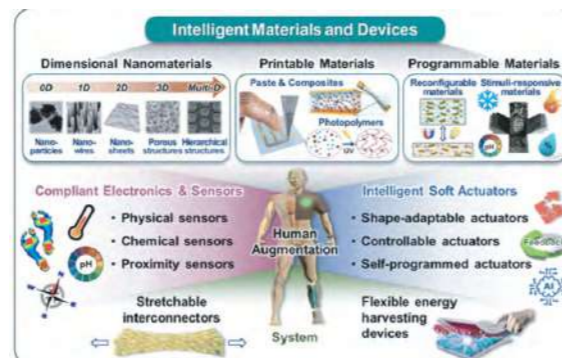 Intelligent Materials and Devices
Dimensional Nanomaterials
0D 1D 2D 3D Multi-D
Nano-
particies
Nano-
wires
Nano-
sheets
Porous
structures
Hierarchical
structures
Printable Materials
Paste & Composites
Photopolymers
UV
Programmable Materials
Reconfigurable
materials
Stimuli-responsive
materials
pH
Compliant Electronics & Sensors
• Physical sensors
• Chemical sensors
• Proximity sensors
pH
Human
Augmentation
Intelligent Soft Actuators
• Shape-adaptable actuators
• Controllable actuators
• Self-programmed actuators
Feedback
AI
Stretchable
interconnectors
System
Flexible energy
harvesting
devices